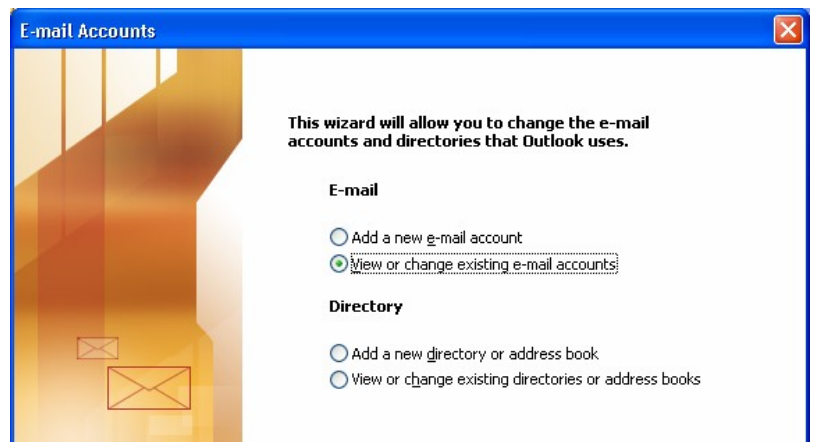 E-mail Accounts
This wizard will allow you to change the e-mail
accounts and directories that Outlook uses.
E-mail
Add a new e-mail account
View or change existing e-mail accounts
Directory
Add a new directory or address book
View or change existing directories or address books